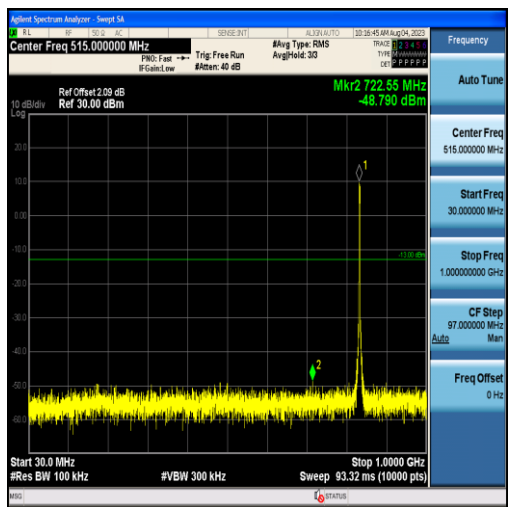 Agilent Spectrum Analyzer - Swept SA
RL RF 50 Ω AC SENSE:INT ALIGN AUTO 10:16:45 AM Aug 04, 2023
Center Freq 515.000000 MHz
PNO: Fast
IFGain:Low
Trig: Free Run
#Atten: 40 dB
#Avg Type: RMS
Avg|Hold: 3/3
TRACE 1 2 3 4 5 6
TYPE MWWWWW
DET P P P P P P
Ref Offset 2.09 dB
Ref 30.00 dBm
10 dB/div
Log
Mkr2 722.55 MHz
-48.790 dBm
20.0
10.0
0.00
-10.0
-20.0
-30.0
-40.0
-50.0
-60.0
1
-13.00 dBm
2
Start 30.0 MHz
Stop 1.0000 GHz
#Res BW 100 kHz
#VBW 300 kHz
Sweep 93.32 ms (10000 pts)
MSG
STATUS
Frequency
Auto Tune
Center Freq
515.000000 MHz
Start Freq
30.000000 MHz
Stop Freq
1.000000000 GHz
CF Step
97.000000 MHz
Auto Man
Freq Offset
0 Hz